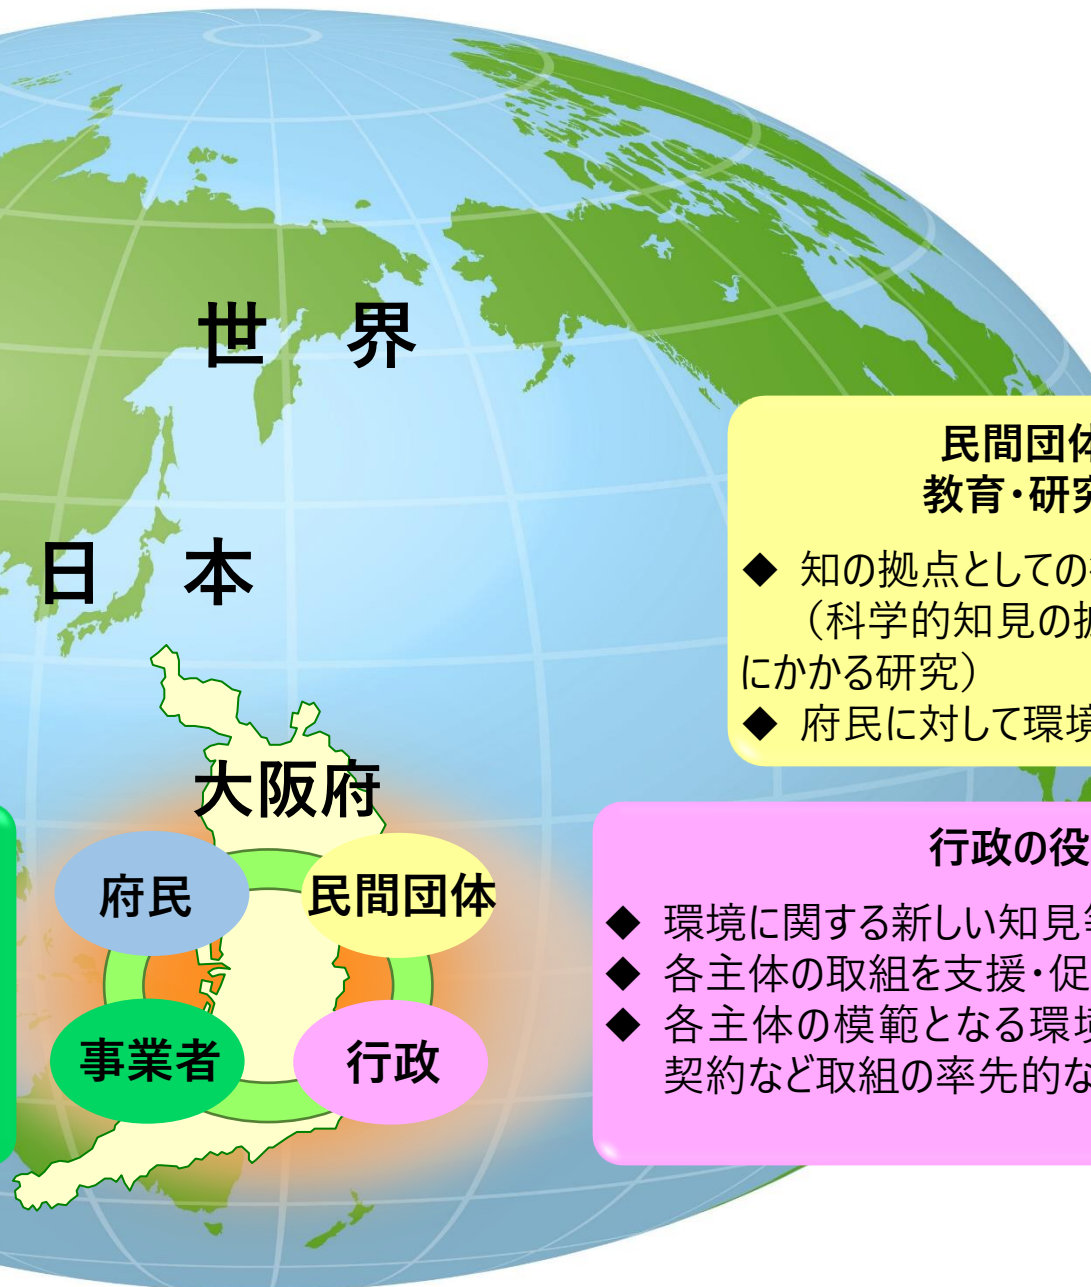 世 界
日 本
大阪府
府民
民間団体
事業者
行政
民間団体
教育・研究
◆ 知の拠点としての
（科学的知見の拡
にかかる研究）
◆ 府民に対して環境
行政の役
◆ 環境に関する新しい知見等
◆ 各主体の取組を支援・促
◆ 各主体の模範となる環境
契約など取組の率先的な